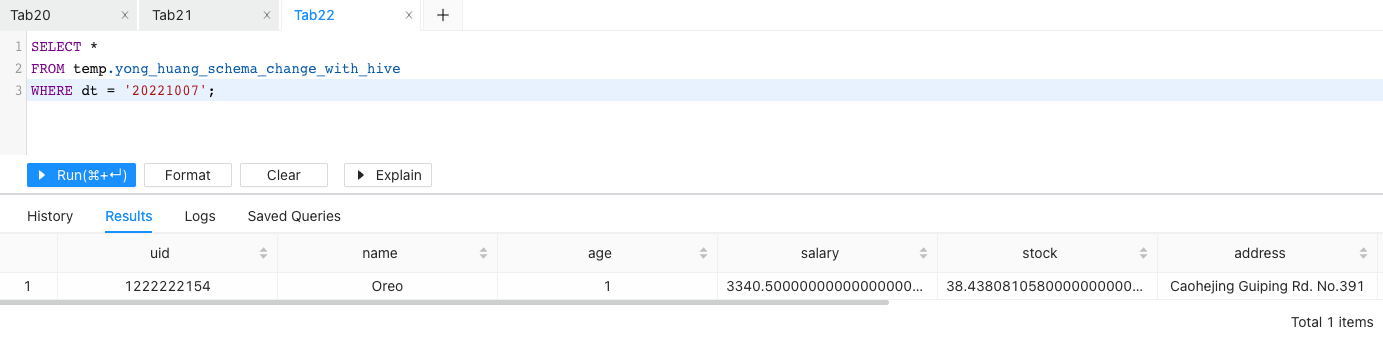 Tab20 x Tab21 x Tab22 x +
1 SELECT *
2 FROM temp.yong_huang_schema_change_with_hive
3 WHERE dt = '20221007';
Run(⌘+↵) Format Clear Explain
History Results Logs Saved Queries
uid name age salary stock address
1 1222222154 Oreo 1 3340.50000000000000000... 38.4380810580000000000... Caohejing Guiping Rd. No.391
Total 1 items